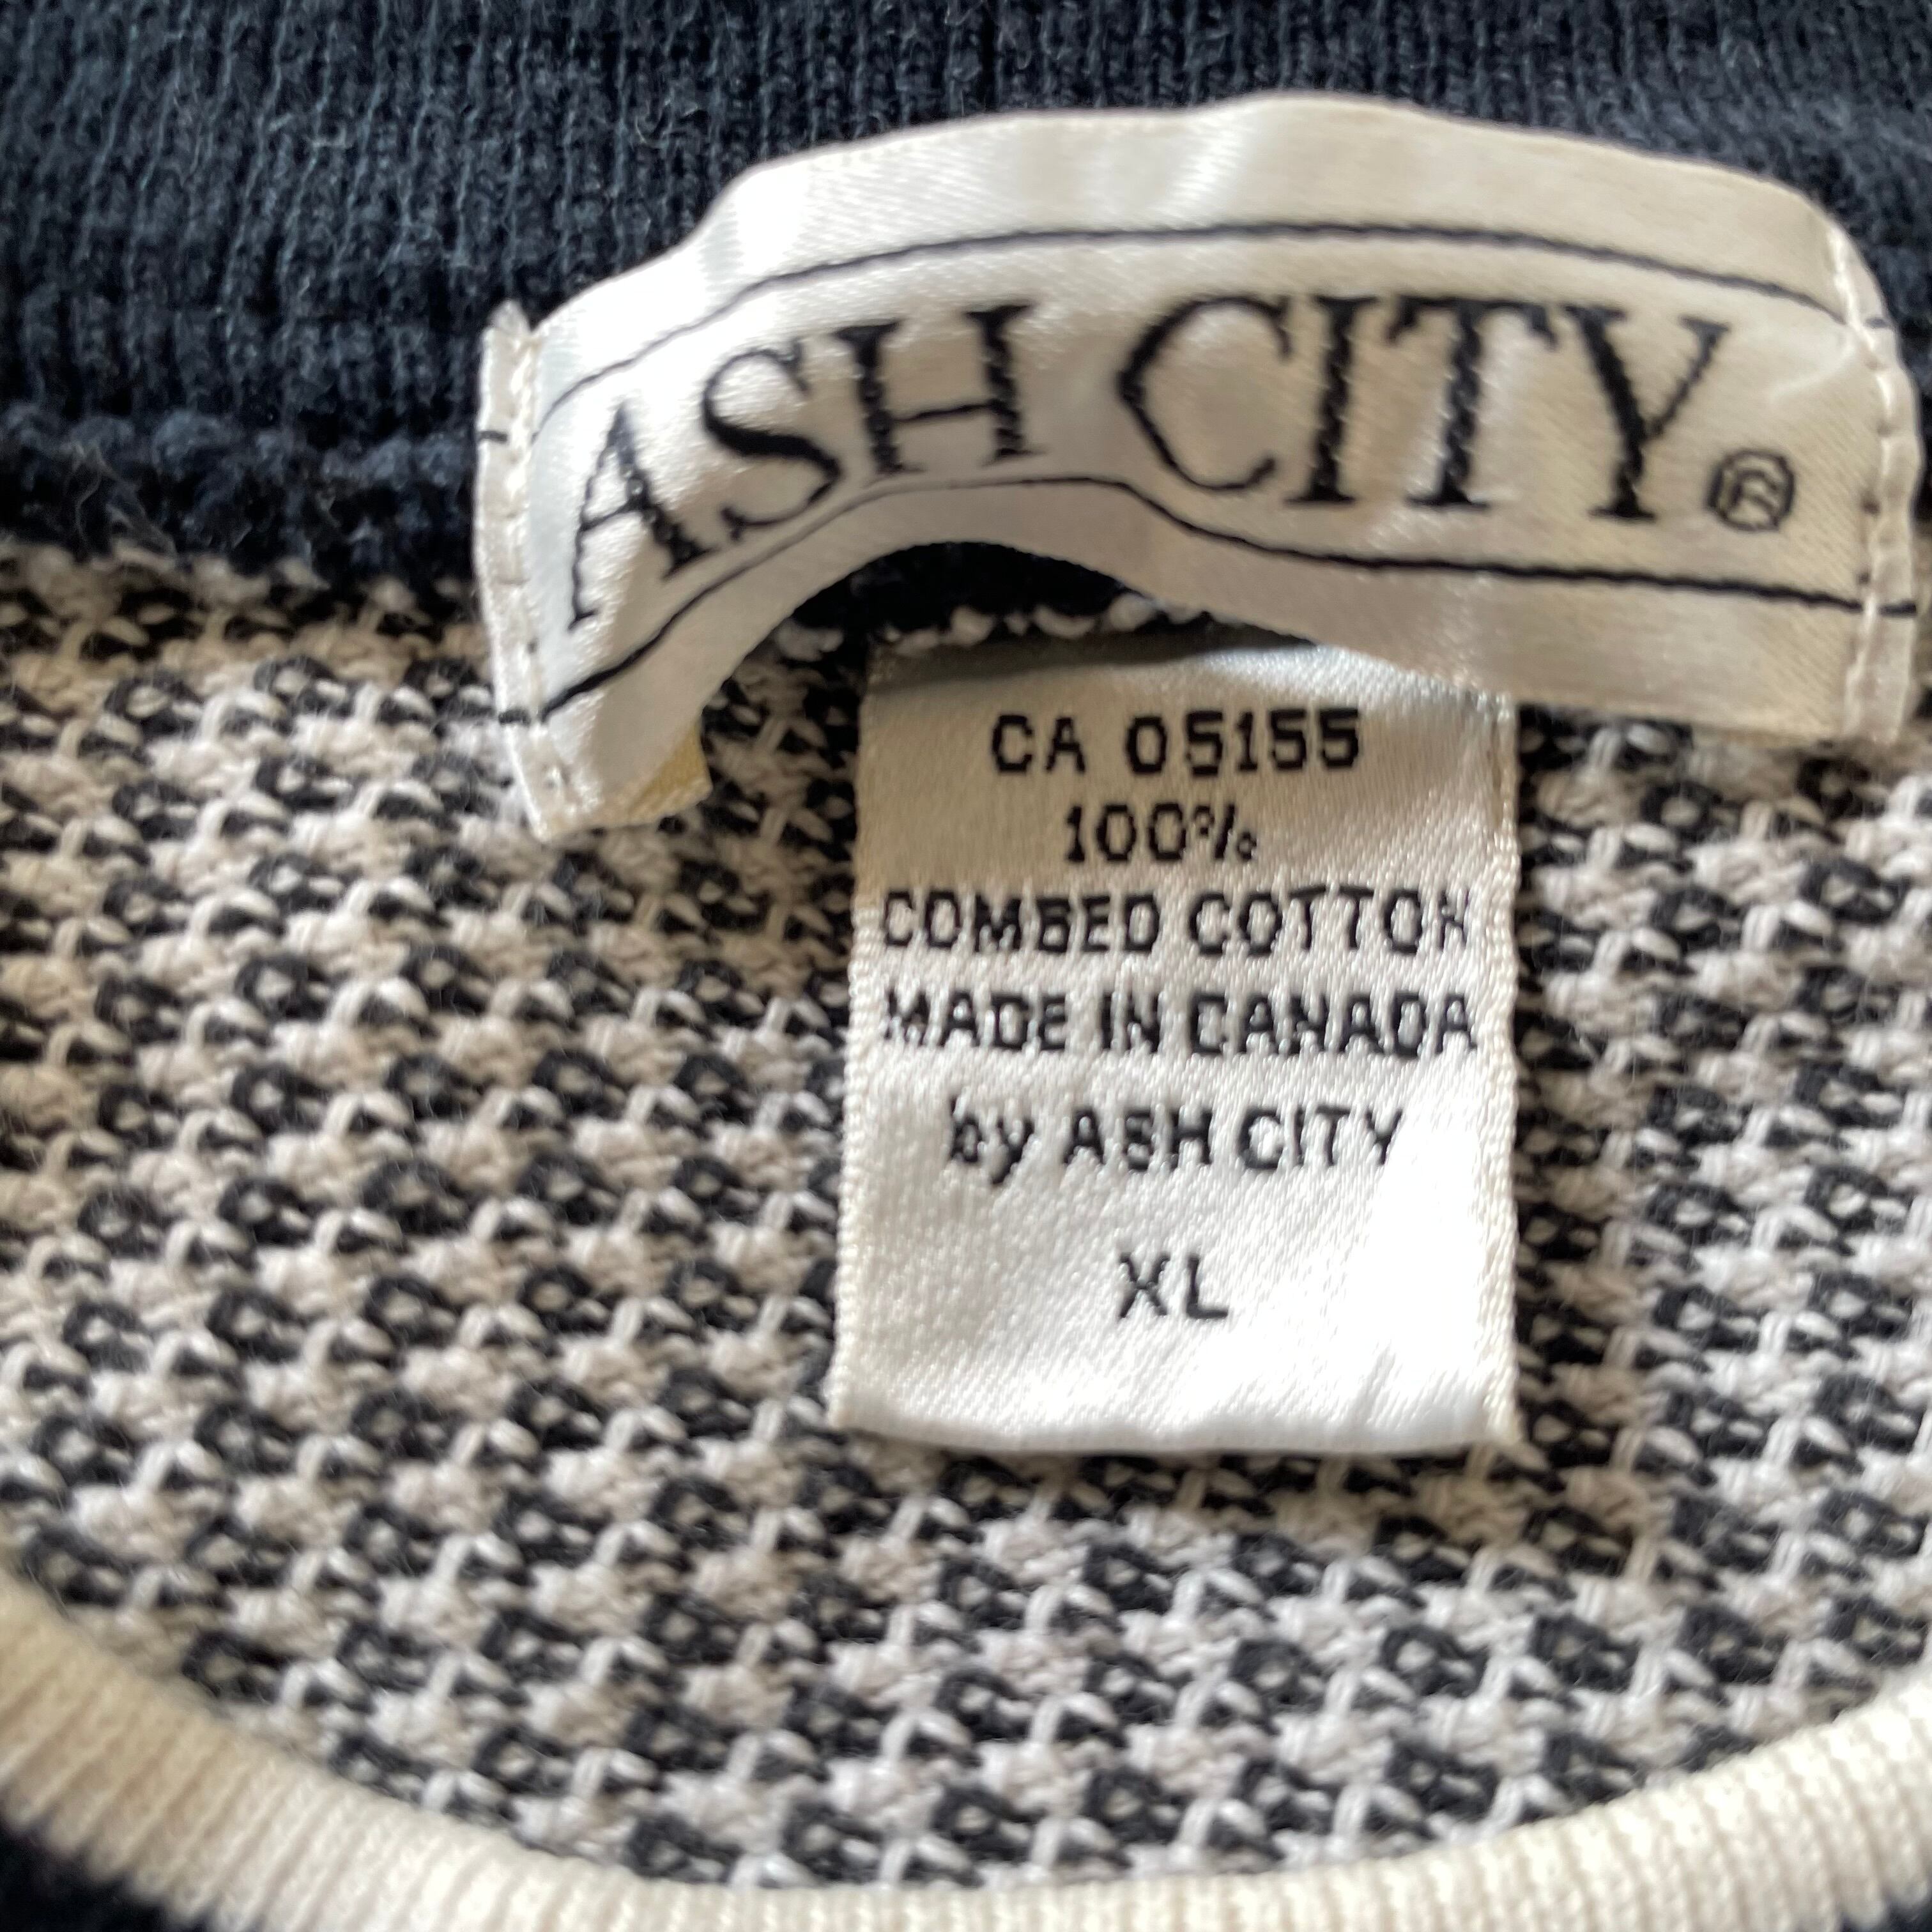 ASH CITY®
CA 05155
100%
COMBED COTTON
MADE IN CANADA
by ASH CITY
XL